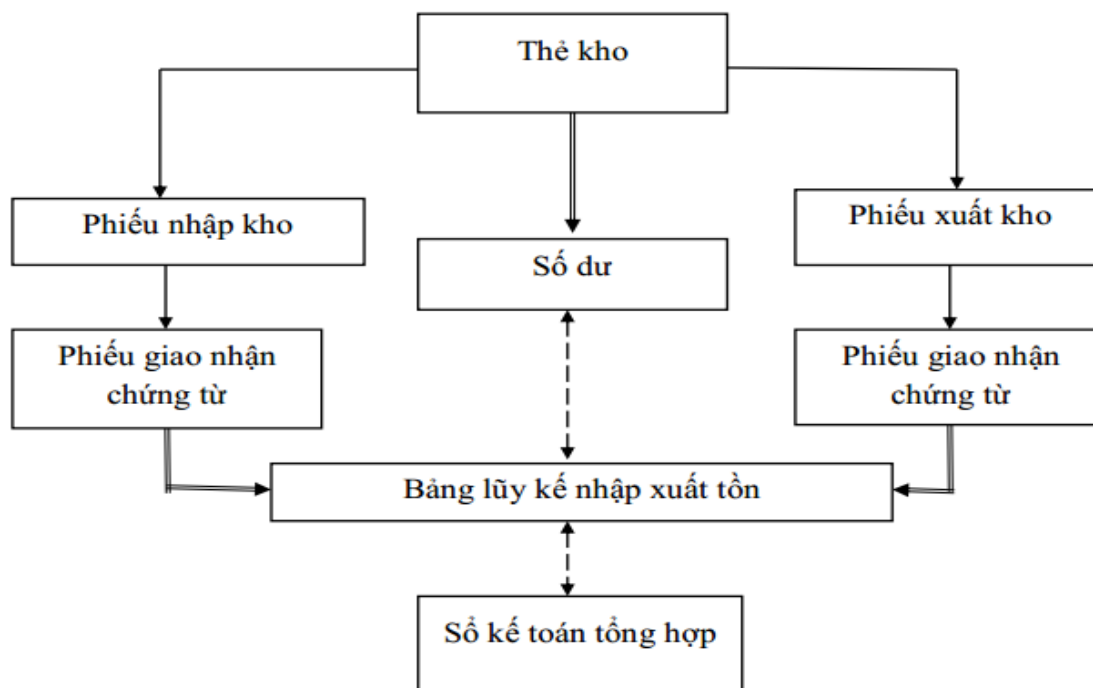 Thẻ kho
Phiếu nhập kho
Phiếu xuất kho
Số dư
Phiếu giao nhận
chứng từ
Phiếu giao nhận
chứng từ
Bảng lũy kế nhập xuất tồn
Sổ kế toán tổng hợp